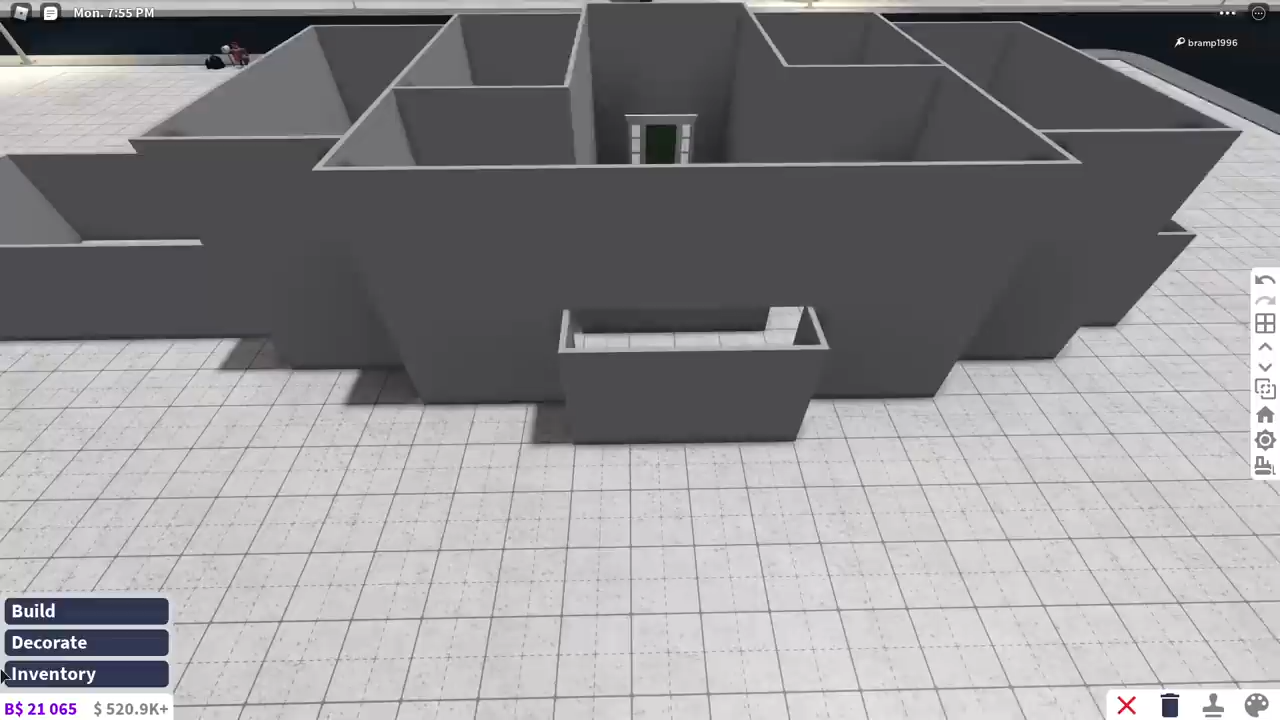 Mon. 7:55 PM
bramp1996
Build
Decorate
Inventory
B$ 21 065 $ 520.9K+